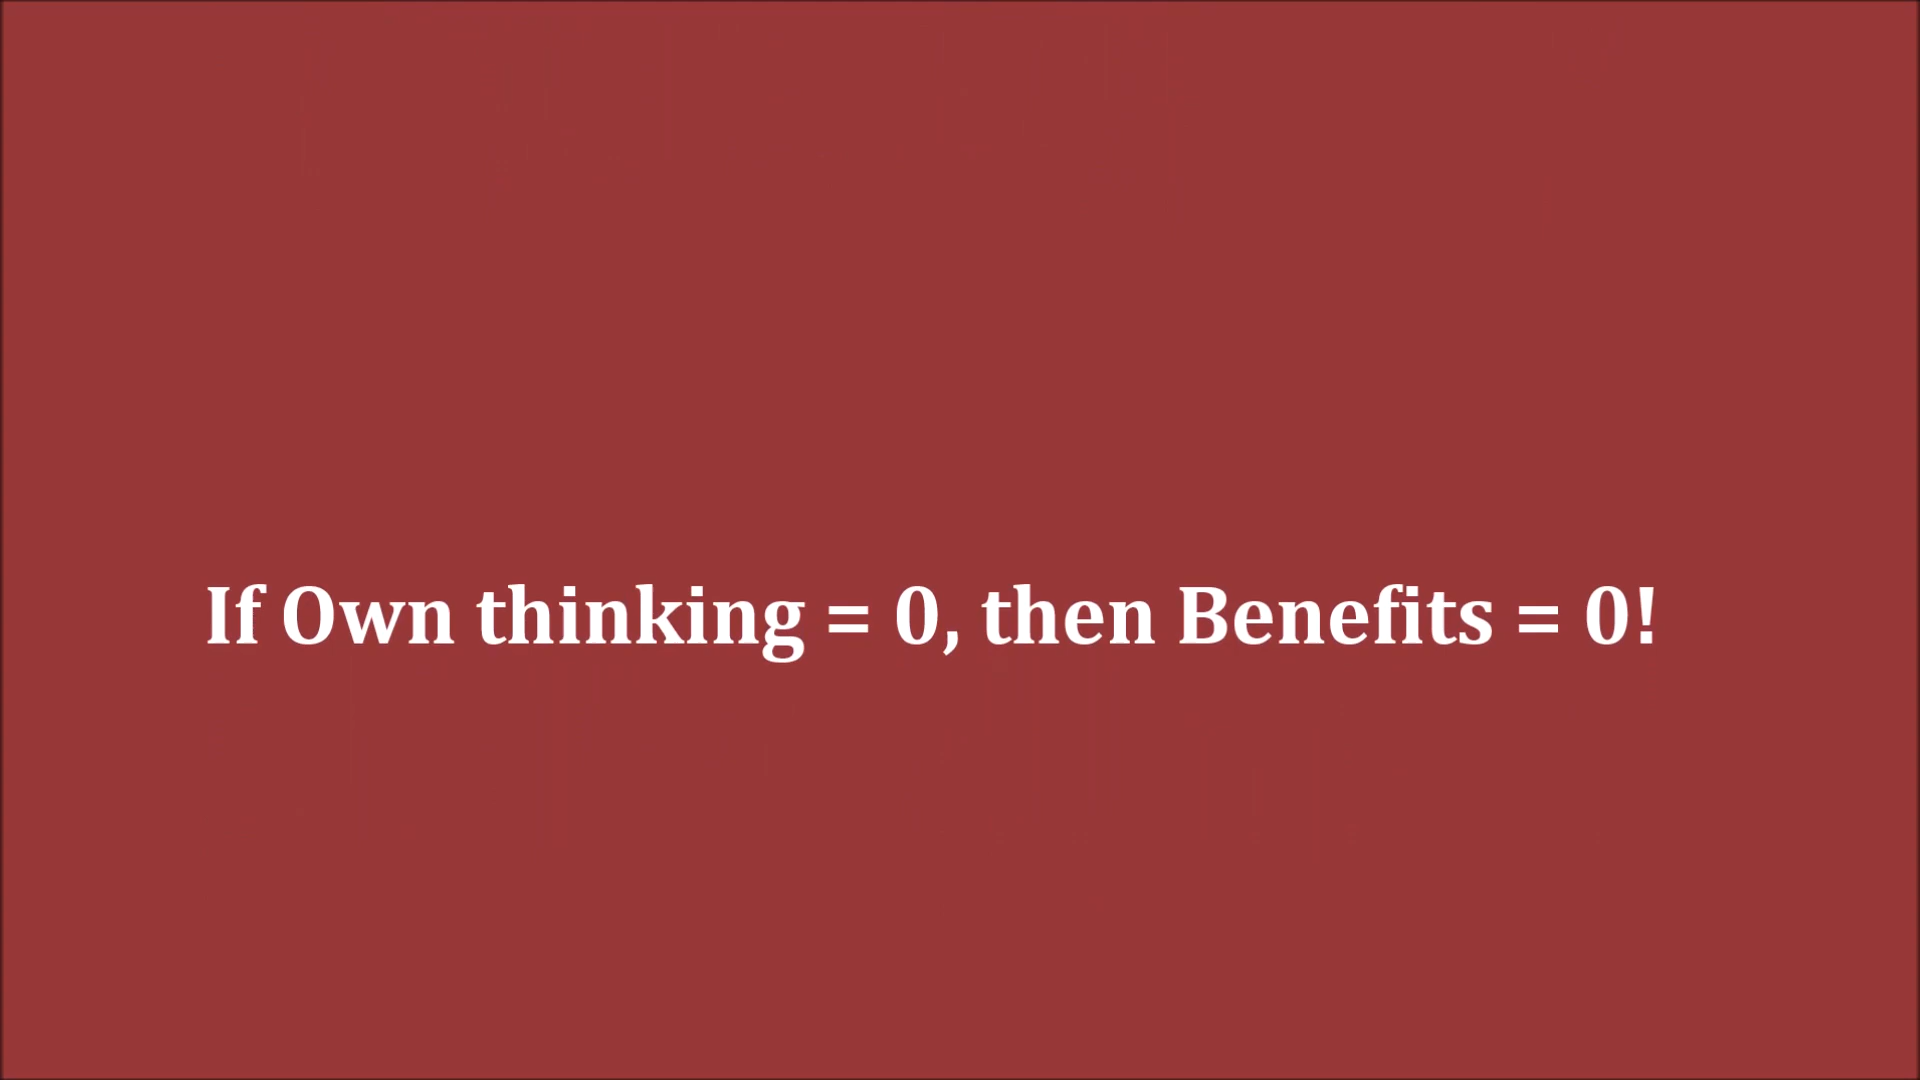 If Own thinking = 0, then Benefits = 0!